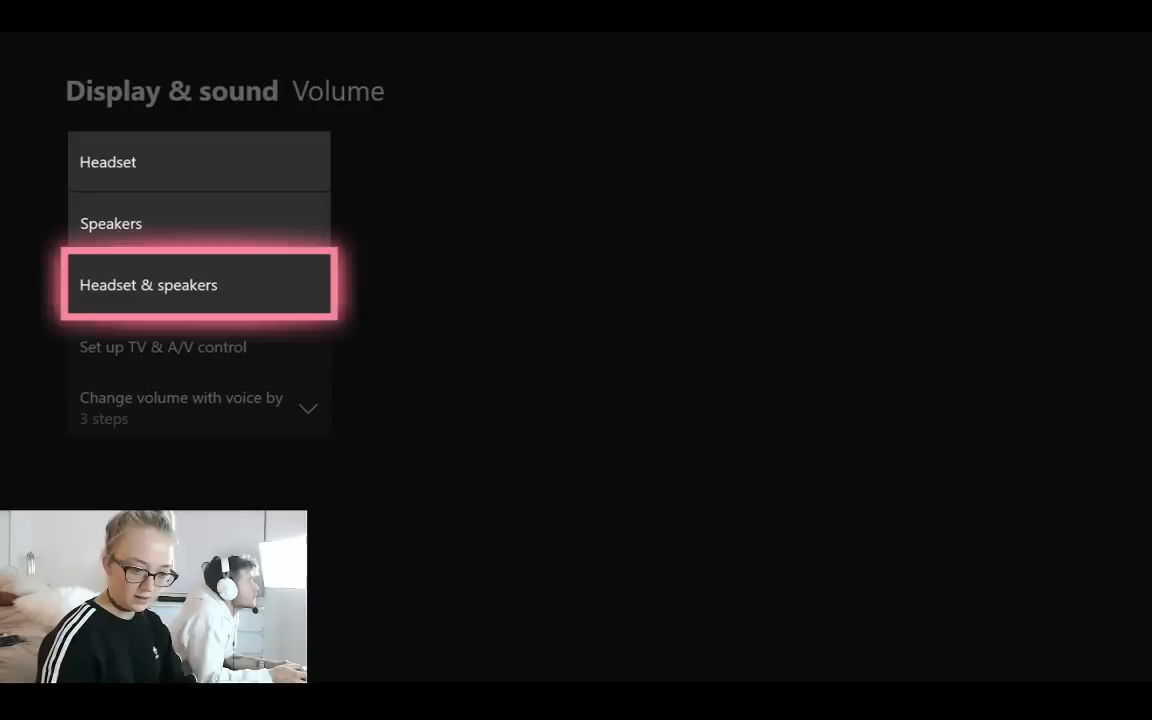 Display & sound Volume
Headset
Speakers
Headset & speakers
Set up TV & A/V control
Change volume with voice by
3 steps